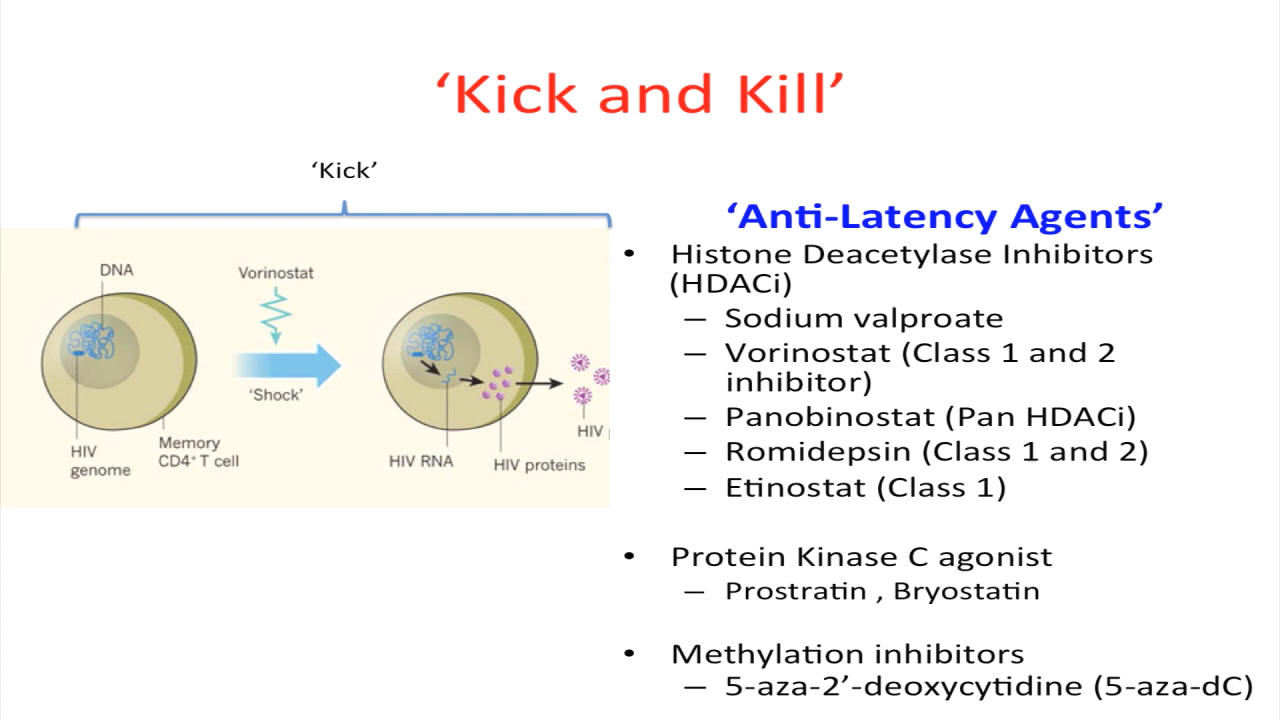 ‘Kick and Kill’
‘Kick’
DNA
Vorinostat
‘Shock’
HIV
genome
Memory
CD4⁺ T cell
HIV RNA
HIV proteins
HIV
‘Anti-Latency Agents’
• Histone Deacetylase Inhibitors
(HDACi)
– Sodium valproate
– Vorinostat (Class 1 and 2
inhibitor)
– Panobinostat (Pan HDACi)
– Romidepsin (Class 1 and 2)
– Etinostat (Class 1)
• Protein Kinase C agonist
– Prostratin , Bryostatin
• Methylation inhibitors
– 5-aza-2’-deoxycytidine (5-aza-dC)